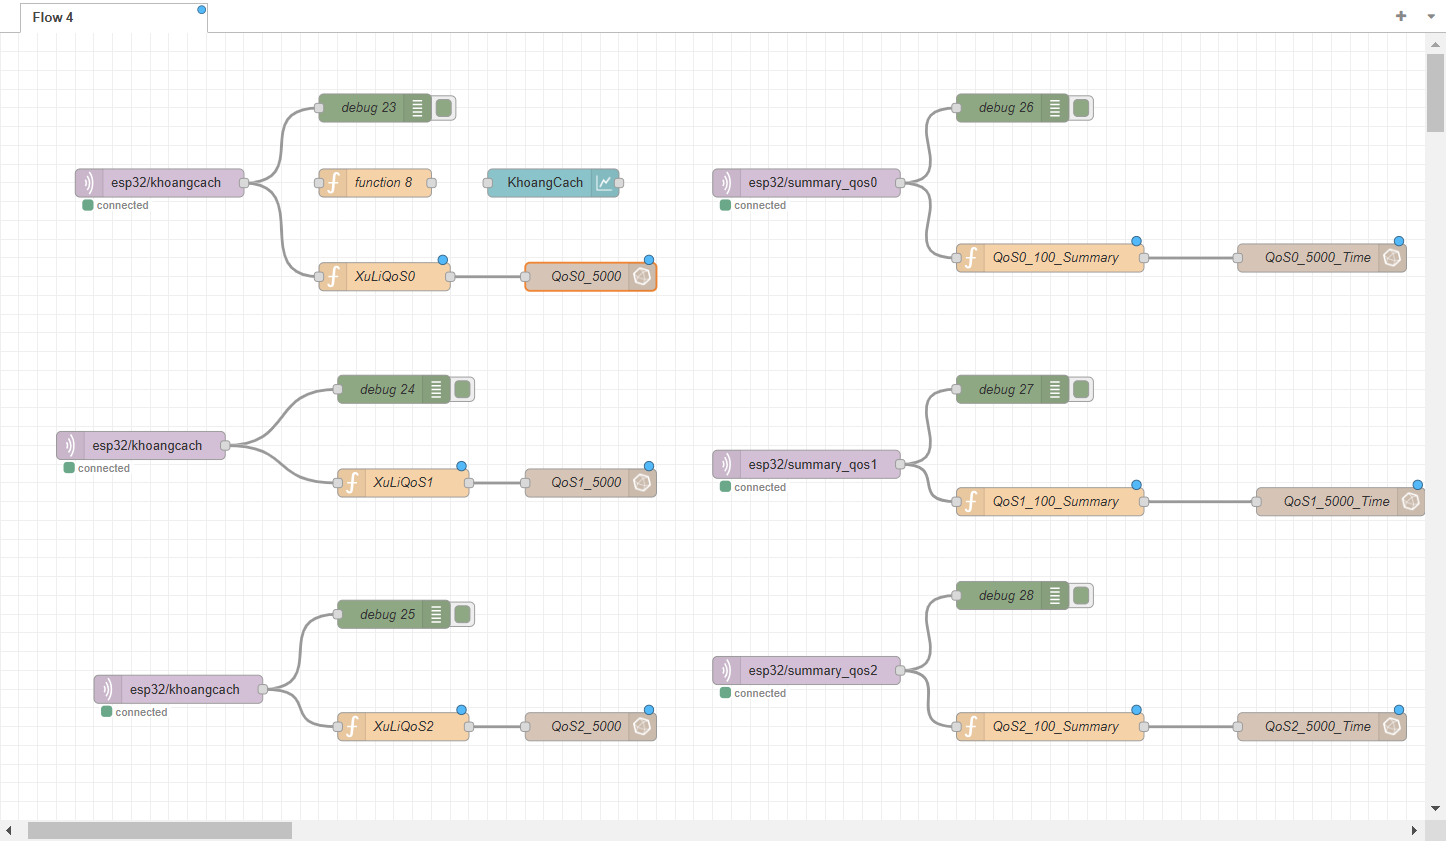 Flow 4
debug 23
esp32/khoangcach
connected
function 8
KhoangCach
XuLiQoS0
QoS0_5000
debug 26
esp32/summary_qos0
connected
QoS0_100_Summary
QoS0_5000_Time
debug 24
esp32/khoangcach
connected
XuLiQoS1
QoS1_5000
debug 27
esp32/summary_qos1
connected
QoS1_100_Summary
QoS1_5000_Time
debug 25
esp32/khoangcach
connected
XuLiQoS2
QoS2_5000
debug 28
esp32/summary_qos2
connected
QoS2_100_Summary
QoS2_5000_Time